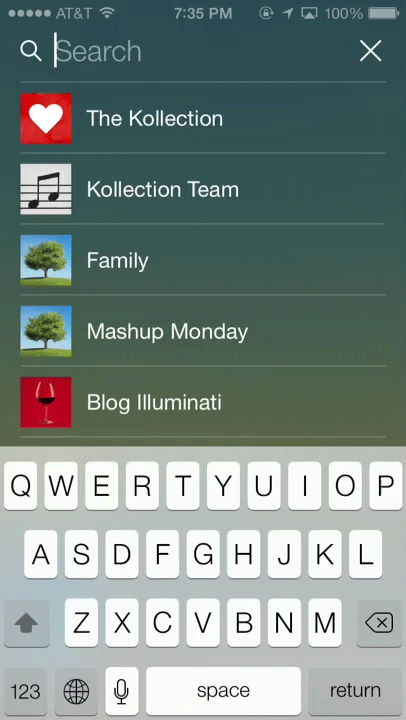 AT&T 7:35 PM 100%
Search
The Kollection
Kollection Team
Family
Mashup Monday
Blog Illuminati
Q W E R T Y U I O P
A S D F G H J K L
Z X C V B N M
123 space return